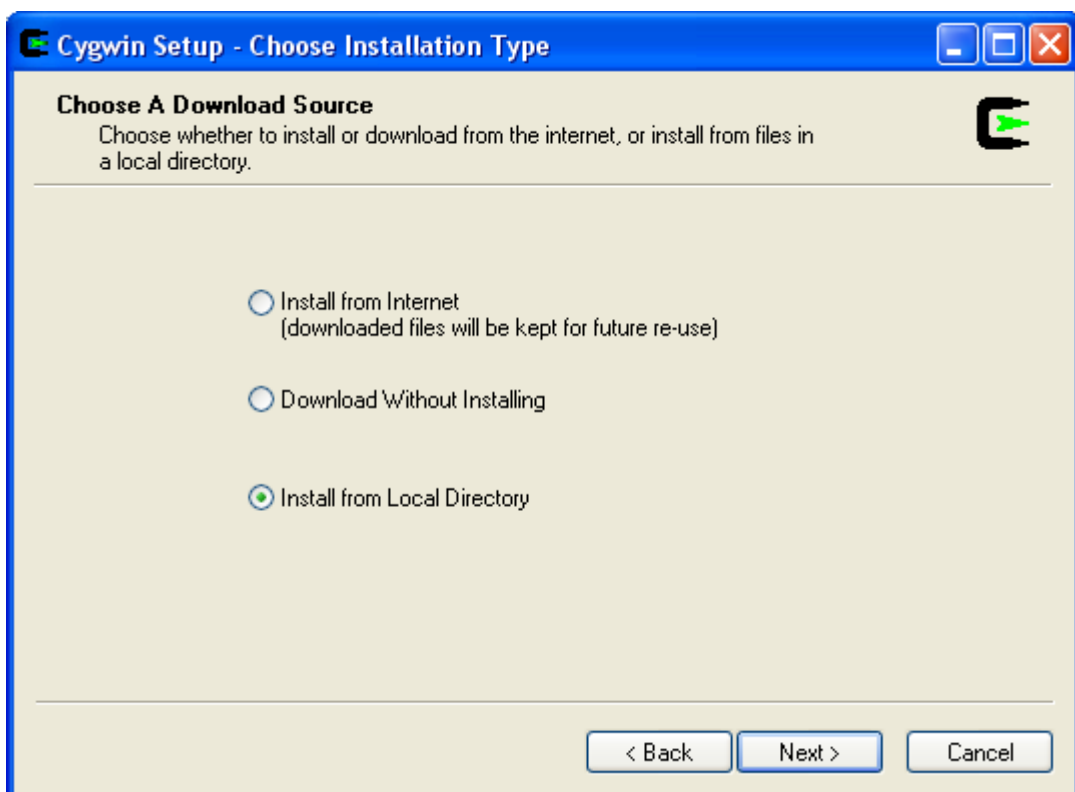 Cygwin Setup - Choose Installation Type
Choose A Download Source
Choose whether to install or download from the internet, or install from files in
a local directory.
Install from Internet
(downloaded files will be kept for future re-use)
Download Without Installing
Install from Local Directory
< Back
Next >
Cancel